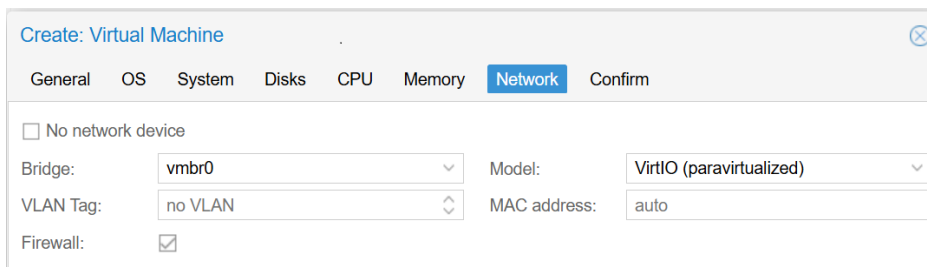 Create: Virtual Machine
General OS System Disks CPU Memory Network Confirm
No network device
Bridge: vmbr0 Model: VirtIO (paravirtualized)
VLAN Tag: no VLAN MAC address: auto
Firewall: